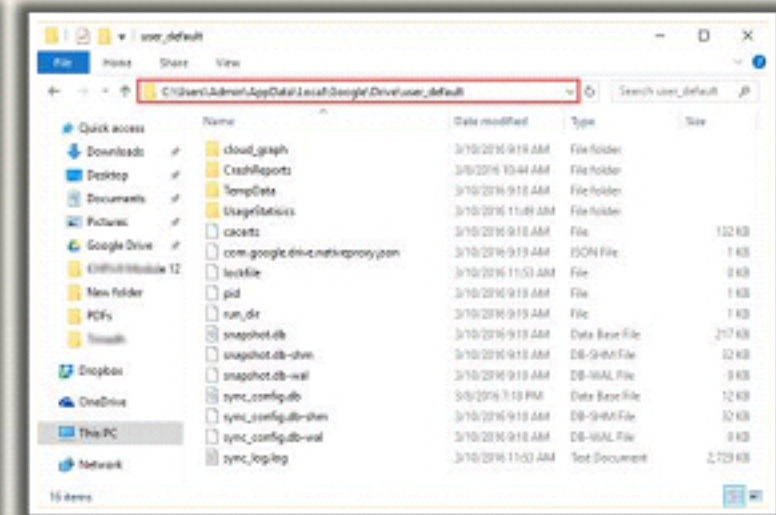 user_default
File Home Share View
C:\Users\Admin\AppData\Local\Google\Drive\user_default
Search user_default
Name Date modified Type Size
Quick access
Downloads
Desktop
Documents
Pictures
Google Drive
Module 12
New folder
PDFs
Dropbox
OneDrive
This PC
Network
cloud_graph 3/10/2016 9:19 AM File folder
CrashReports 3/8/2016 10:44 AM File folder
TempData 3/10/2016 9:18 AM File folder
UsageStatisics 3/10/2016 11:49 AM File folder
cacerts 3/10/2016 9:18 AM File 132 KB
com.google.drive.nativeproxy.json 3/10/2016 9:19 AM JSON File 1 KB
lockfile 3/10/2016 11:53 AM File 0 KB
pid 3/10/2016 9:18 AM File 1 KB
run_dir 3/10/2016 9:19 AM File 1 KB
snapshot.db 3/10/2016 9:18 AM Data Base File 217 KB
snapshot.db-shm 3/10/2016 9:18 AM DB-SHM File 32 KB
snapshot.db-wal 3/10/2016 9:18 AM DB-WAL File 0 KB
sync_config.db 7:18 PM Data Base File 12 KB
sync_config.db-shm 3/10/2016 9:18 AM DB-SHM File 32 KB
sync_config.db-wal 3/10/2016 9:18 AM DB-WAL File 0 KB
sync_log.log 3/10/2016 11:53 AM Text Document 2,729 KB
16 items